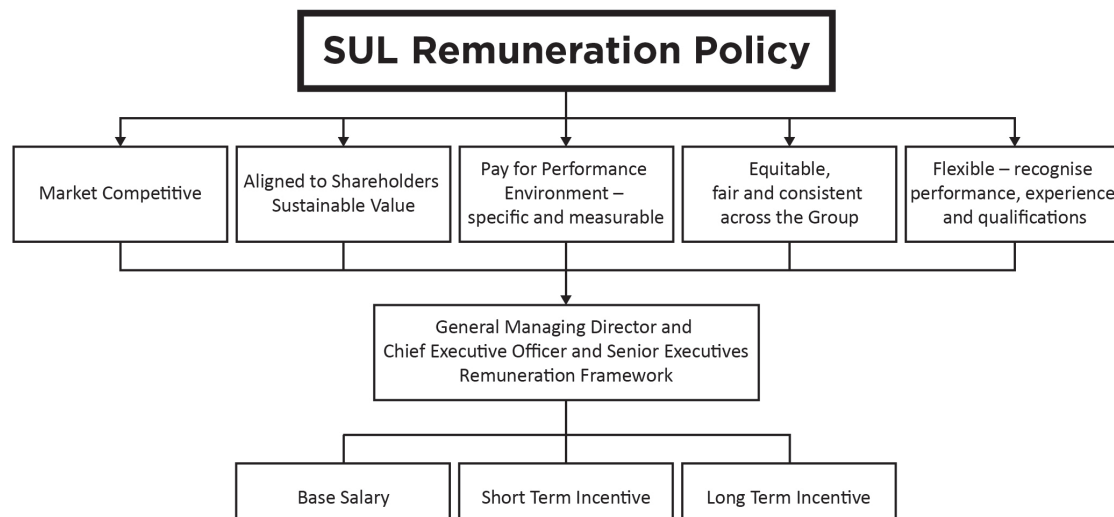 SUL Remuneration Policy
Market Competitive
Aligned to Shareholders
Sustainable Value
Pay for Performance
Environment –
specific and measurable
Equitable,
fair and consistent
across the Group
Flexible – recognise
performance, experience
and qualifications
General Managing Director and
Chief Executive Officer and Senior Executives
Remuneration Framework
Base Salary
Short Term Incentive
Long Term Incentive